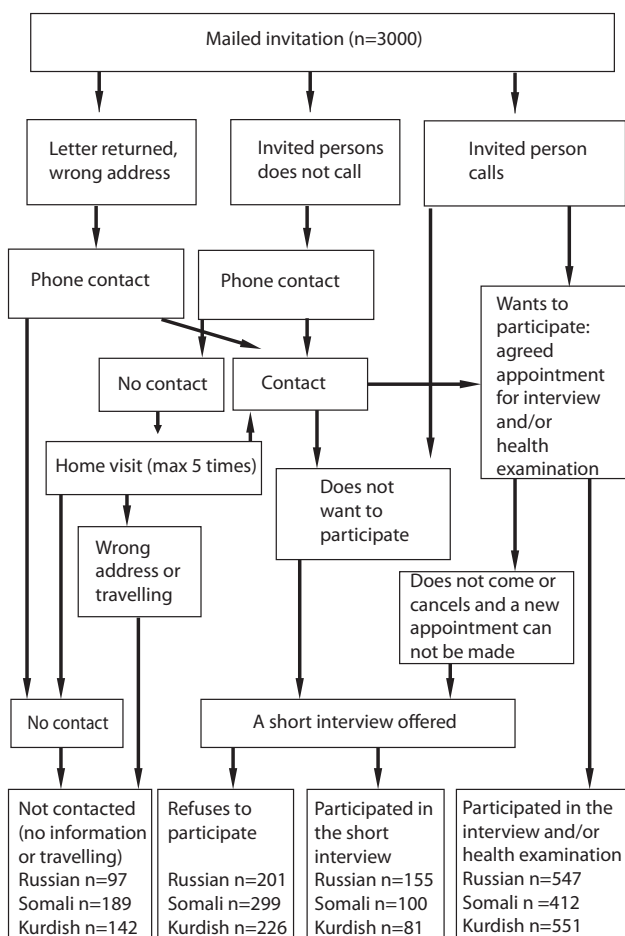 Mailed invitation (n=3000)
Letter returned,
wrong address
Invited persons
does not call
Invited person
calls
Phone contact
Phone contact
Wants to
participate:
agreed
appointment
for interview
and/or
health
examination
No contact
Contact
Home visit (max 5 times)
Does not
want to
participate
Wrong
address or
travelling
Does not come or
cancels and a new
appointment can
not be made
No contact
A short interview offered
Not contacted
(no information
or travelling)
Russian n=97
Somali n=189
Kurdish n=142
Refuses to
participate
Russian n=201
Somali n=299
Kurdish n=226
Participated in
the short
interview
Russian n=155
Somali n=100
Kurdish n=81
Participated in the
interview and/or
health examination
Russian n=547
Somali n =412
Kurdish n=551